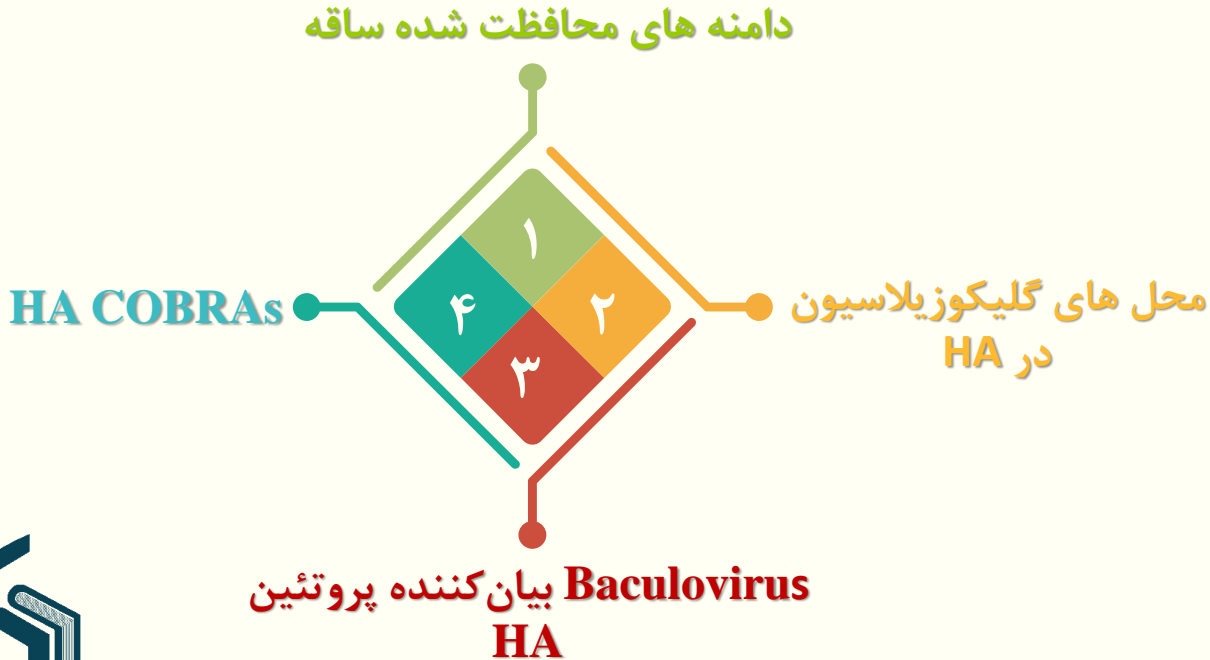 دامنه های محافظت شده ساقه
۱
۲
۳
۴
محل های گلیکوزیلاسیون
در HA
Baculovirus بیان‌کننده پروتئین
HA
HA COBRAs